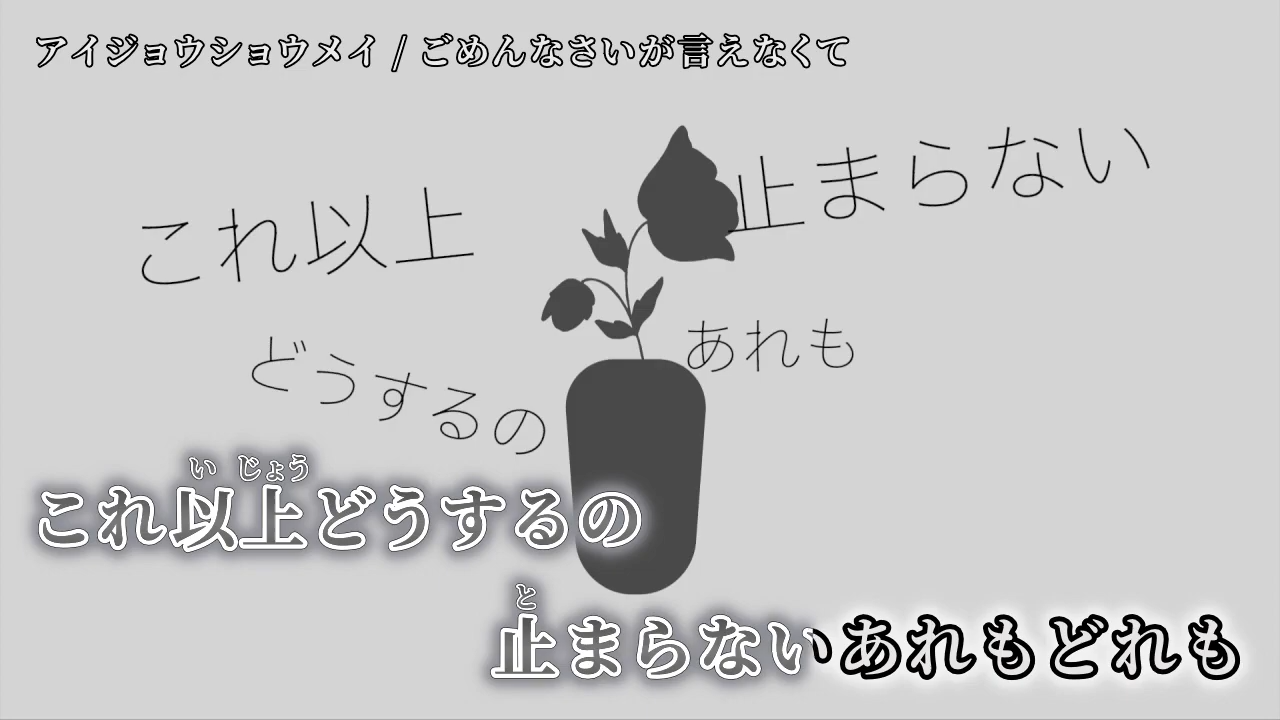 アイジョウショウメイ / ごめんなさいが言えなくて
これ以上
止まらない
どうするの
あれも
い じょう
これ以上どうするの
と
止まらないあれもどれも